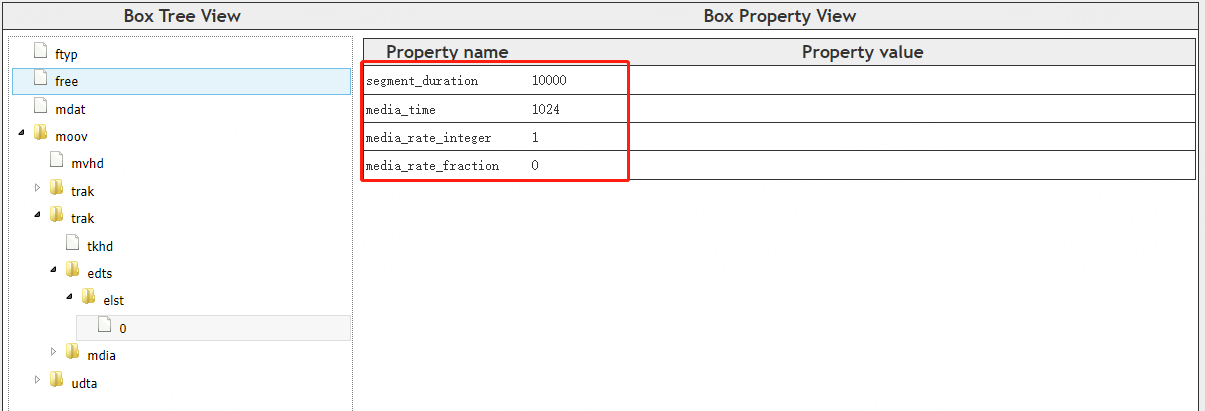 Box Tree View
Box Property View
ftyp
free
mdat
moov
mvhd
trak
trak
tkhd
edts
elst
0
mdia
udta
Property name Property value
segment_duration 10000
media_time 1024
media_rate_integer 1
media_rate_fraction 0